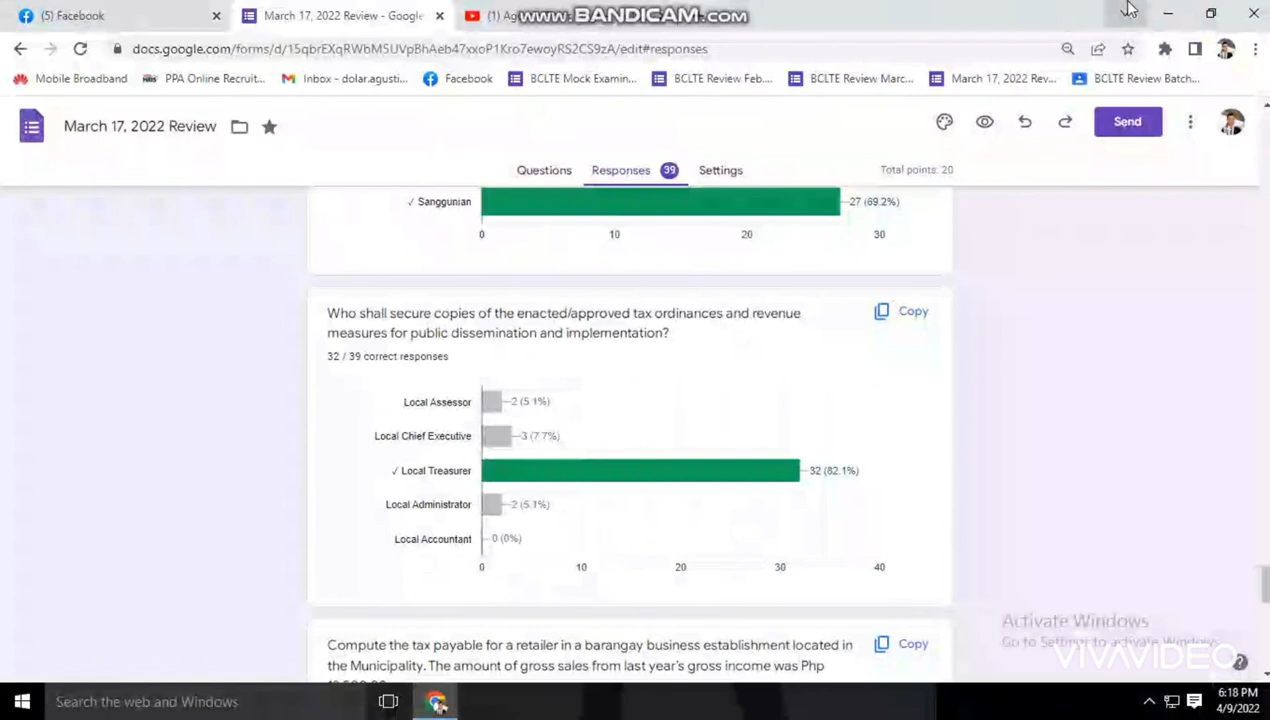 (5) Facebook
March 17, 2022 Review - Google
(1) Ag
www.BANDICAM.com
docs.google.com/forms/d/15qbrEXqRWbM5UVpBhAeb47xxoP1Kro7ewoyRS2CS9zA/edit#responses
Mobile Broadband
PPA Online Recruit...
Inbox - dolar.agusti...
Facebook
BCLTE Mock Examin...
BCLTE Review Feb...
BCLTE Review Marc...
March 17, 2022 Rev...
BCLTE Review Batch...
March 17, 2022 Review
Send
Questions
Responses 39
Settings
Total points: 20
✓ Sanggunian
27 (69.2%)
0 10 20 30
Who shall secure copies of the enacted/approved tax ordinances and revenue
measures for public dissemination and implementation?
Copy
32 / 39 correct responses
Local Assessor
2 (5.1%)
Local Chief Executive
3 (7.7%)
✓ Local Treasurer
32 (82.1%)
Local Administrator
2 (5.1%)
Local Accountant
0 (0%)
0 10 20 30 40
Compute the tax payable for a retailer in a barangay business establishment located in
the Municipality. The amount of gross sales from last year's gross income was Php
Copy
Activate Windows
Go to Settings to activate Windows.
VIVAVIDEO
Search the web and Windows
6:18 PM
4/9/2022